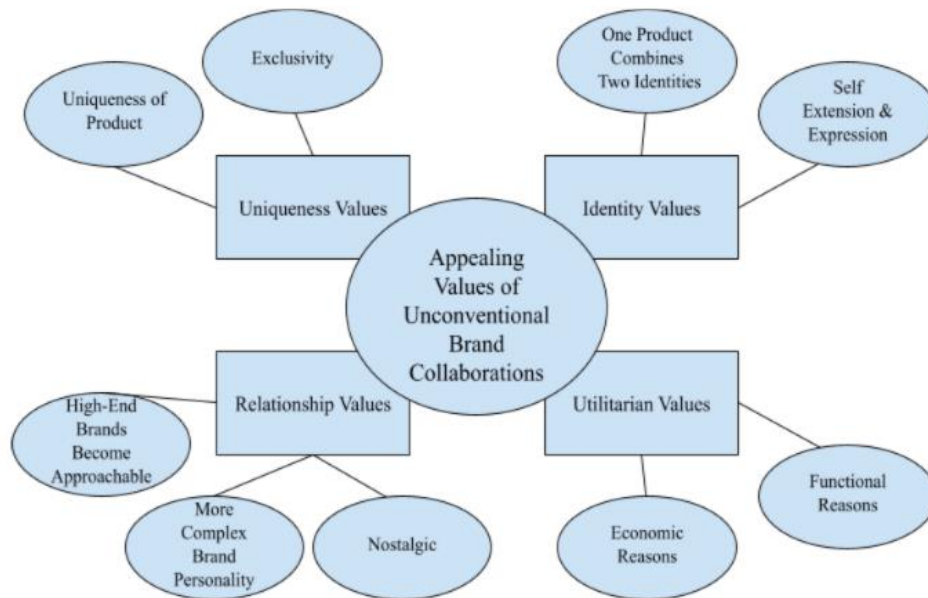 Exclusivity
Uniqueness of
Product
One Product
Combines
Two Identities
Self
Extension &
Expression
Uniqueness Values
Identity Values
Appealing
Values of
Unconventional
Brand
Collaborations
Relationship Values
Utilitarian Values
High-End
Brands
Become
Approachable
More
Complex
Brand
Personality
Nostalgic
Economic
Reasons
Functional
Reasons